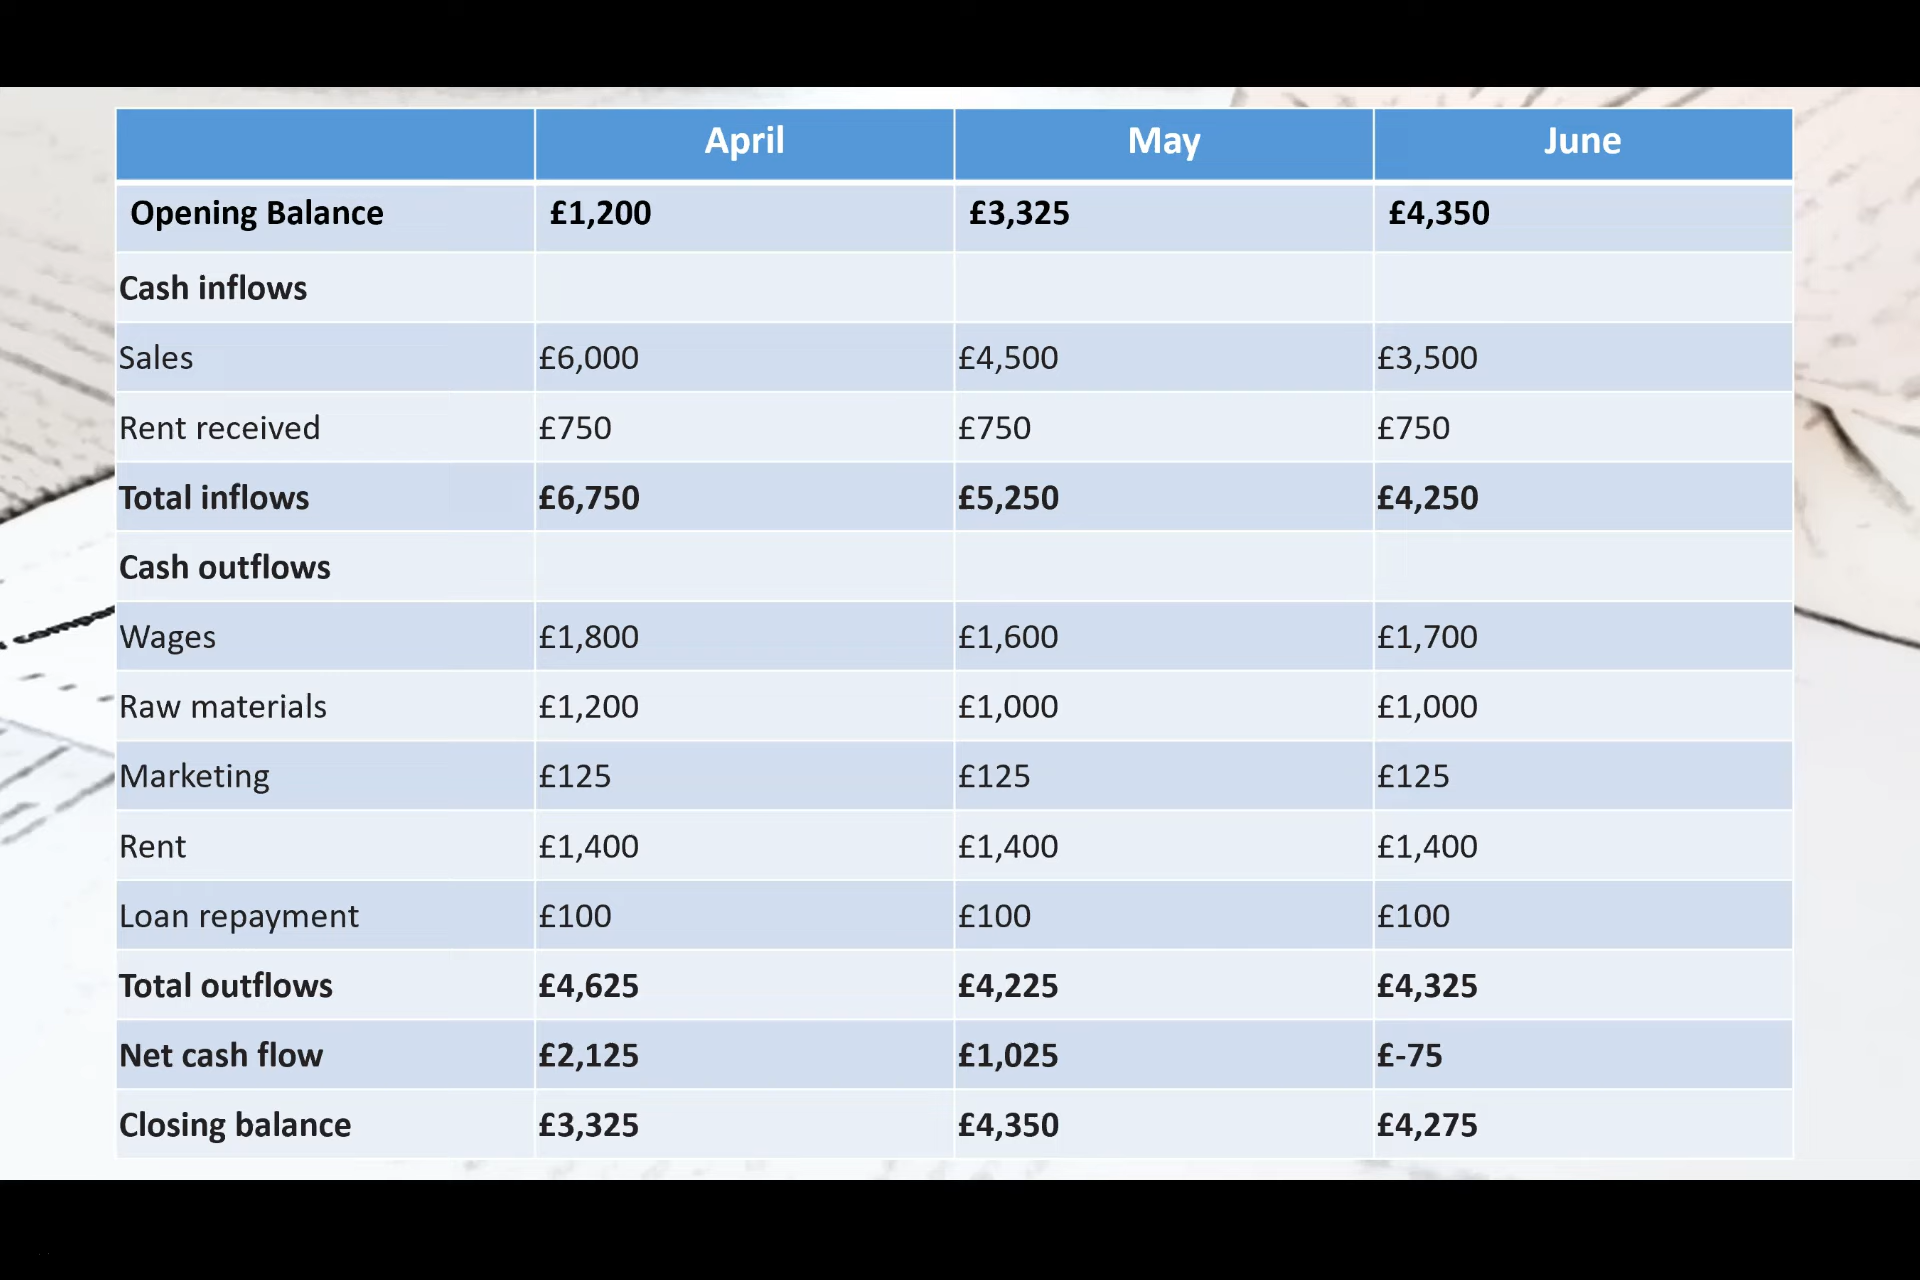 April May June
Opening Balance £1,200 £3,325 £4,350
Cash inflows
Sales £6,000 £4,500 £3,500
Rent received £750 £750 £750
Total inflows £6,750 £5,250 £4,250
Cash outflows
Wages £1,800 £1,600 £1,700
Raw materials £1,200 £1,000 £1,000
Marketing £125 £125 £125
Rent £1,400 £1,400 £1,400
Loan repayment £100 £100 £100
Total outflows £4,625 £4,225 £4,325
Net cash flow £2,125 £1,025 £-75
Closing balance £3,325 £4,350 £4,275